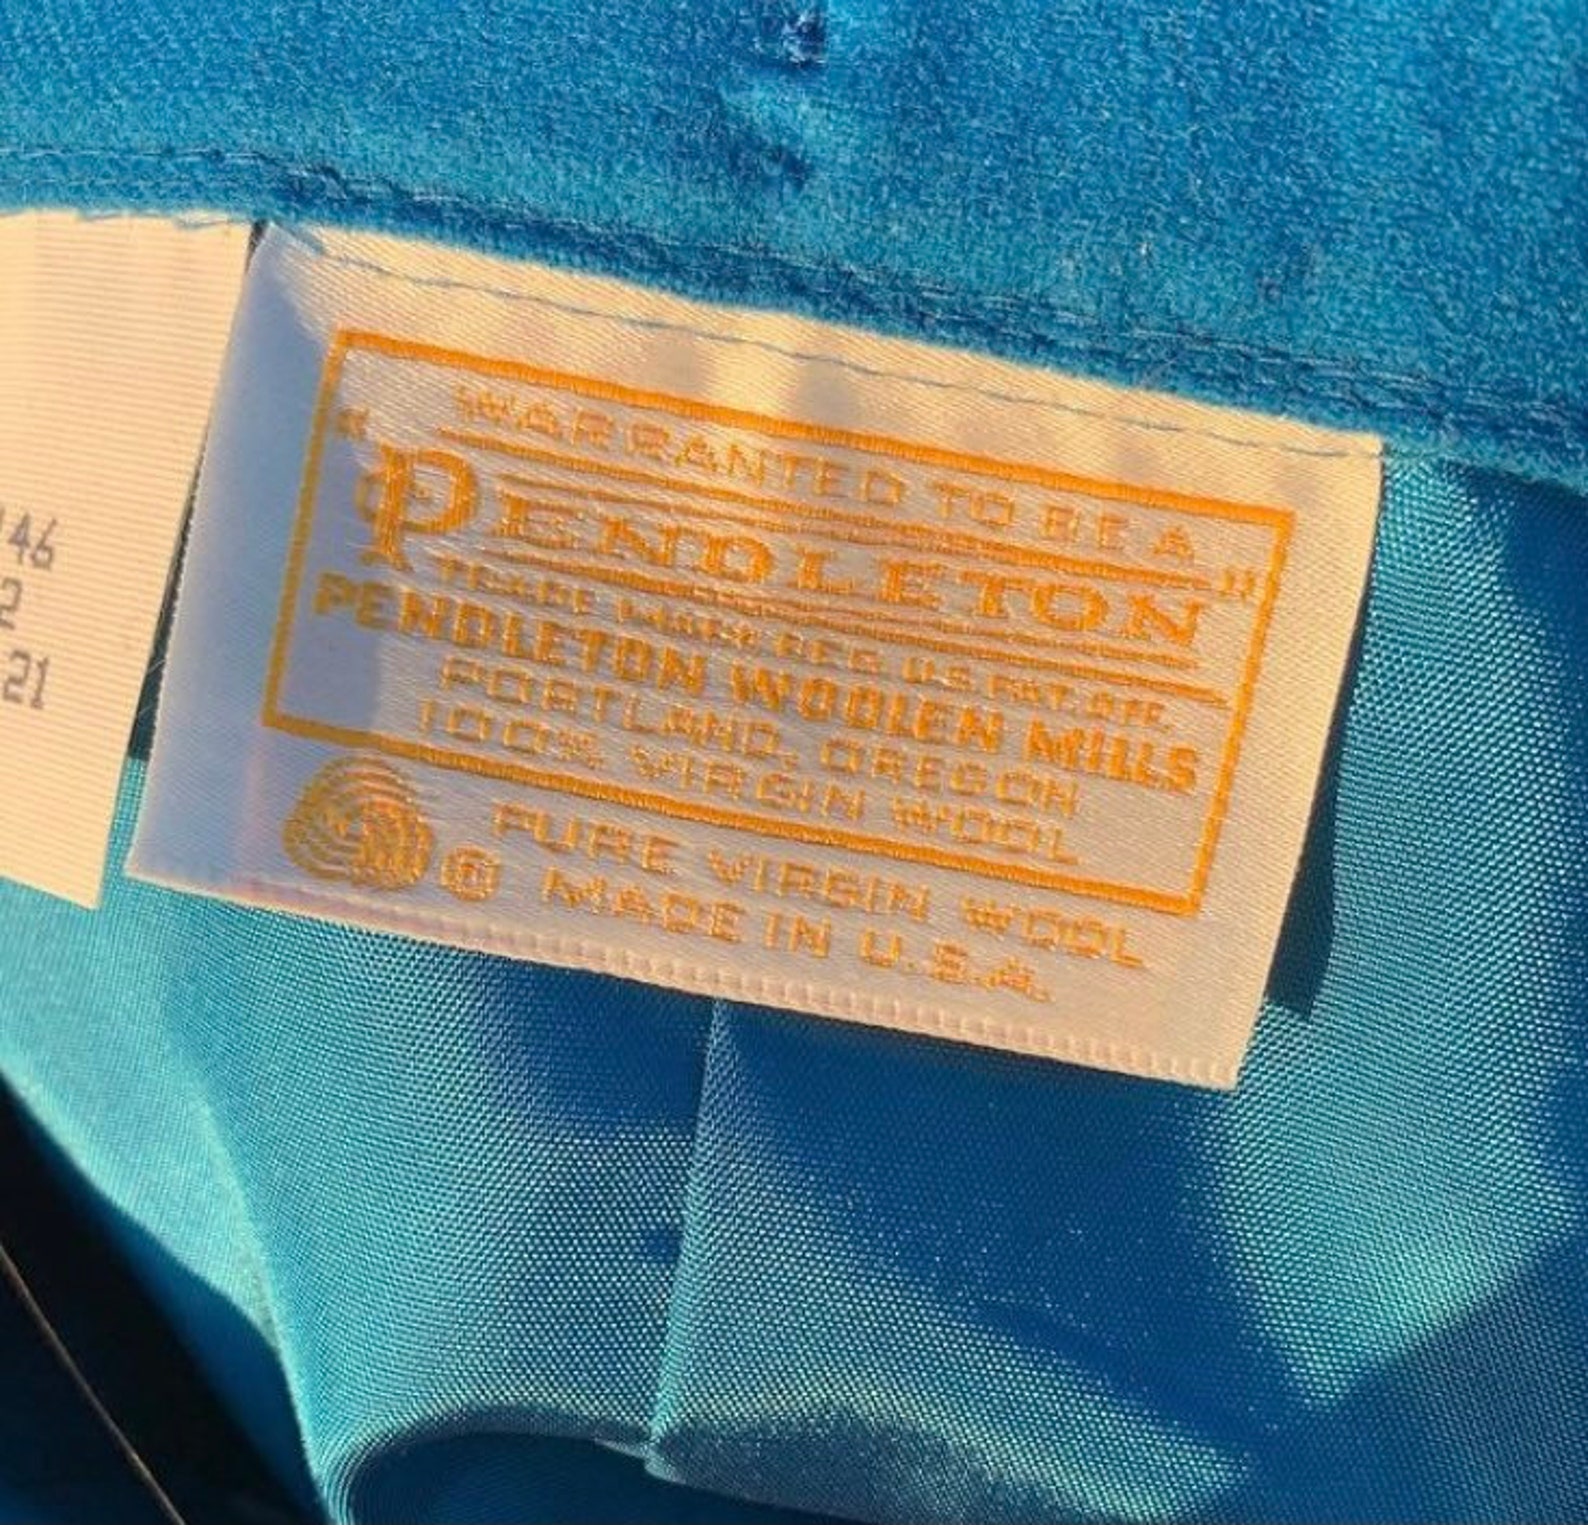 WARRANTED TO BE A
"PENDLETON"
TRADE MARK REG U.S. PAT. OFF.
PENDLETON WOOLEN MILLS
PORTLAND, OREGON
100% VIRGIN WOOL
PURE VIRGIN WOOL
© MADE IN U.S.A.
46
2
21